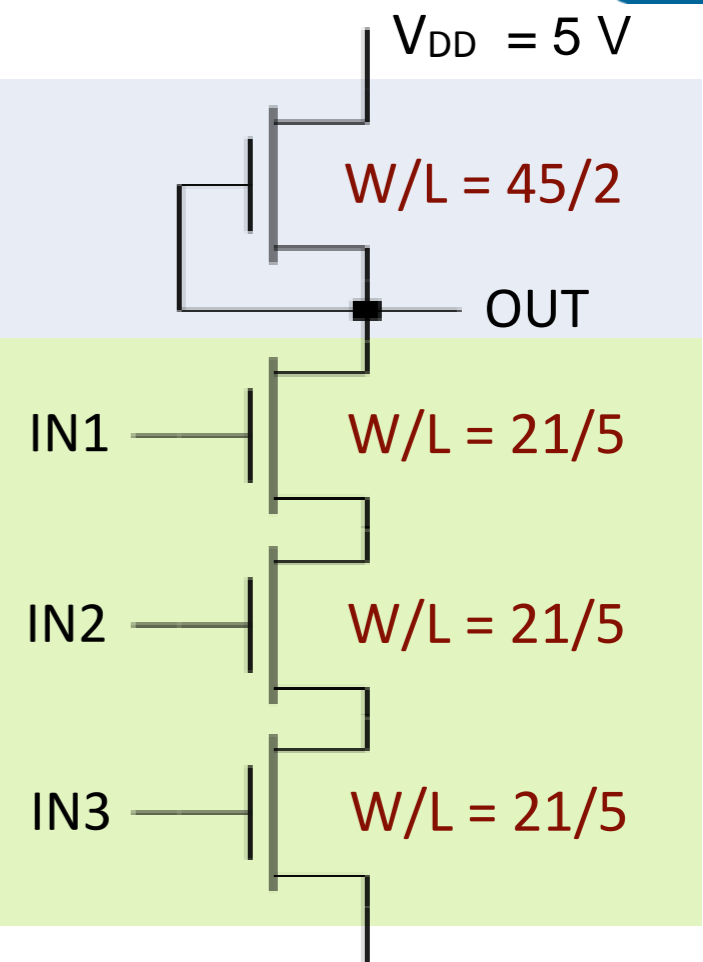 VDD = 5 V
W/L = 45/2
OUT
IN1
W/L = 21/5
IN2
W/L = 21/5
IN3
W/L = 21/5